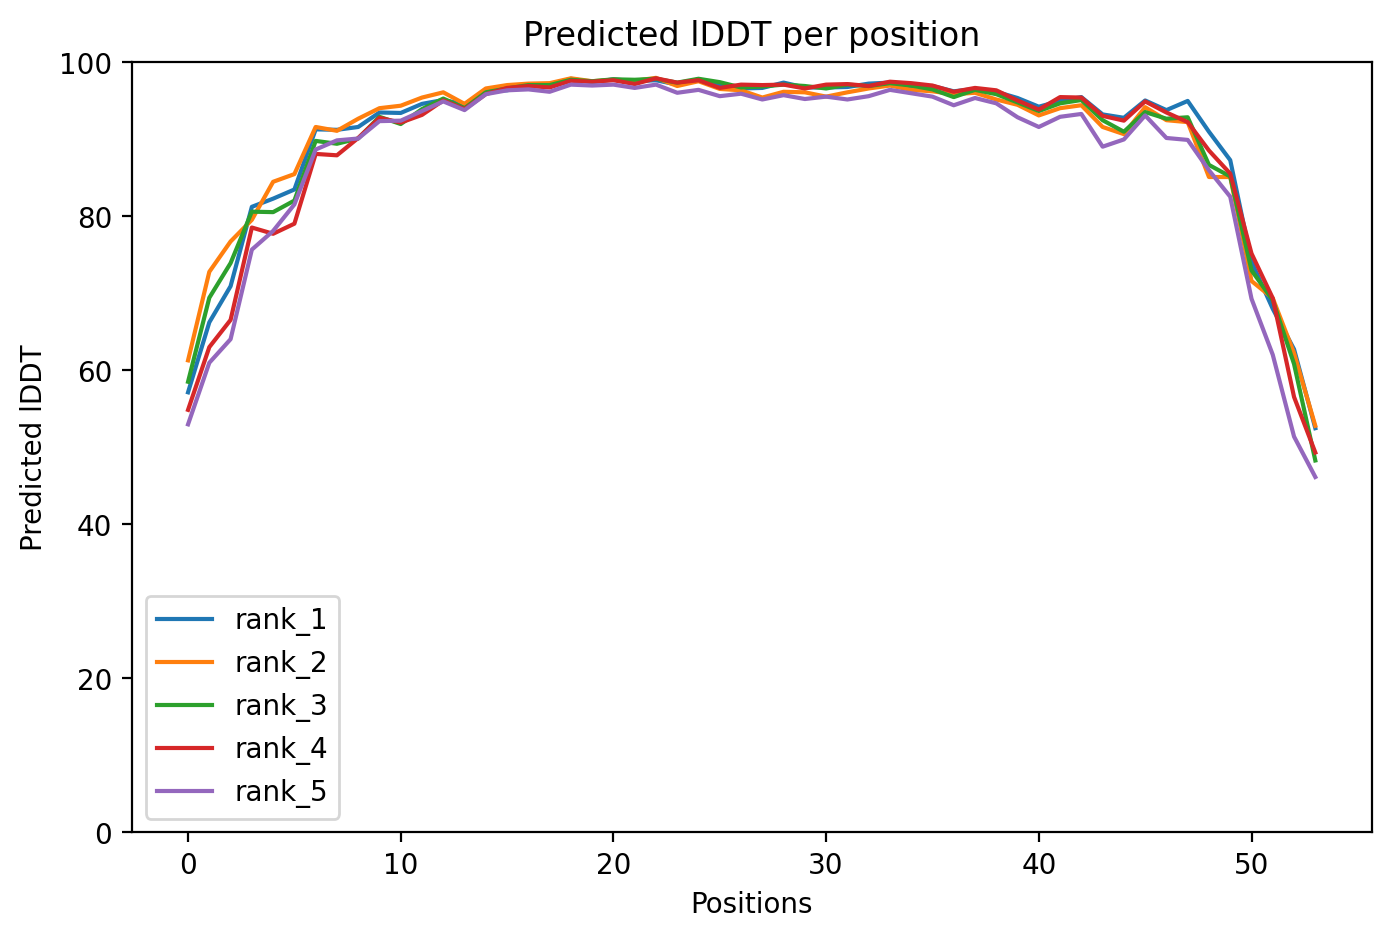 Predicted lDDT per position
100
80
60
40
20
0
Predicted lDDT
rank_1
rank_2
rank_3
rank_4
rank_5
0 10 20 30 40 50
Positions